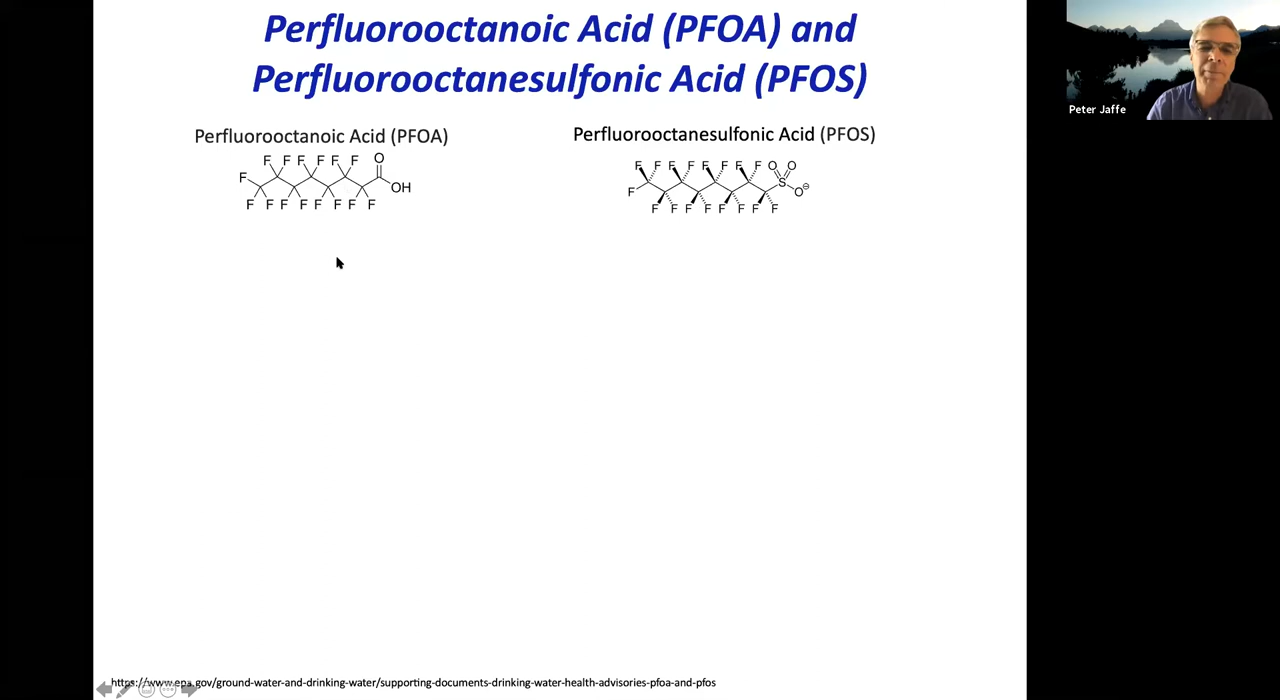 Perfluorooctanoic Acid (PFOA) and
Perfluorooctanesulfonic Acid (PFOS)
Peter Jaffe
Perfluorooctanoic Acid (PFOA)
Perfluorooctanesulfonic Acid (PFOS)
F F F F F F O
F
OH
F F F F F F F F
F F F F F F F F O O
S
F
O⊖
F F F F F F F F
https://www.epa.gov/ground-water-and-drinking-water/supporting-documents-drinking-water-health-advisories-pfoa-and-pfos